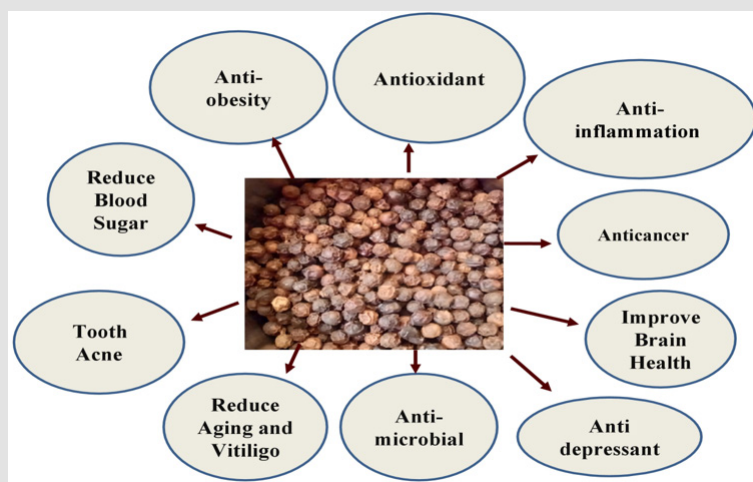 Anti-
obesity
Antioxidant
Anti-
inflammation
Reduce
Blood
Sugar
Anticancer
Tooth
Acne
Improve
Brain
Health
Reduce
Aging and
Vitiligo
Anti-
microbial
Anti
depressant